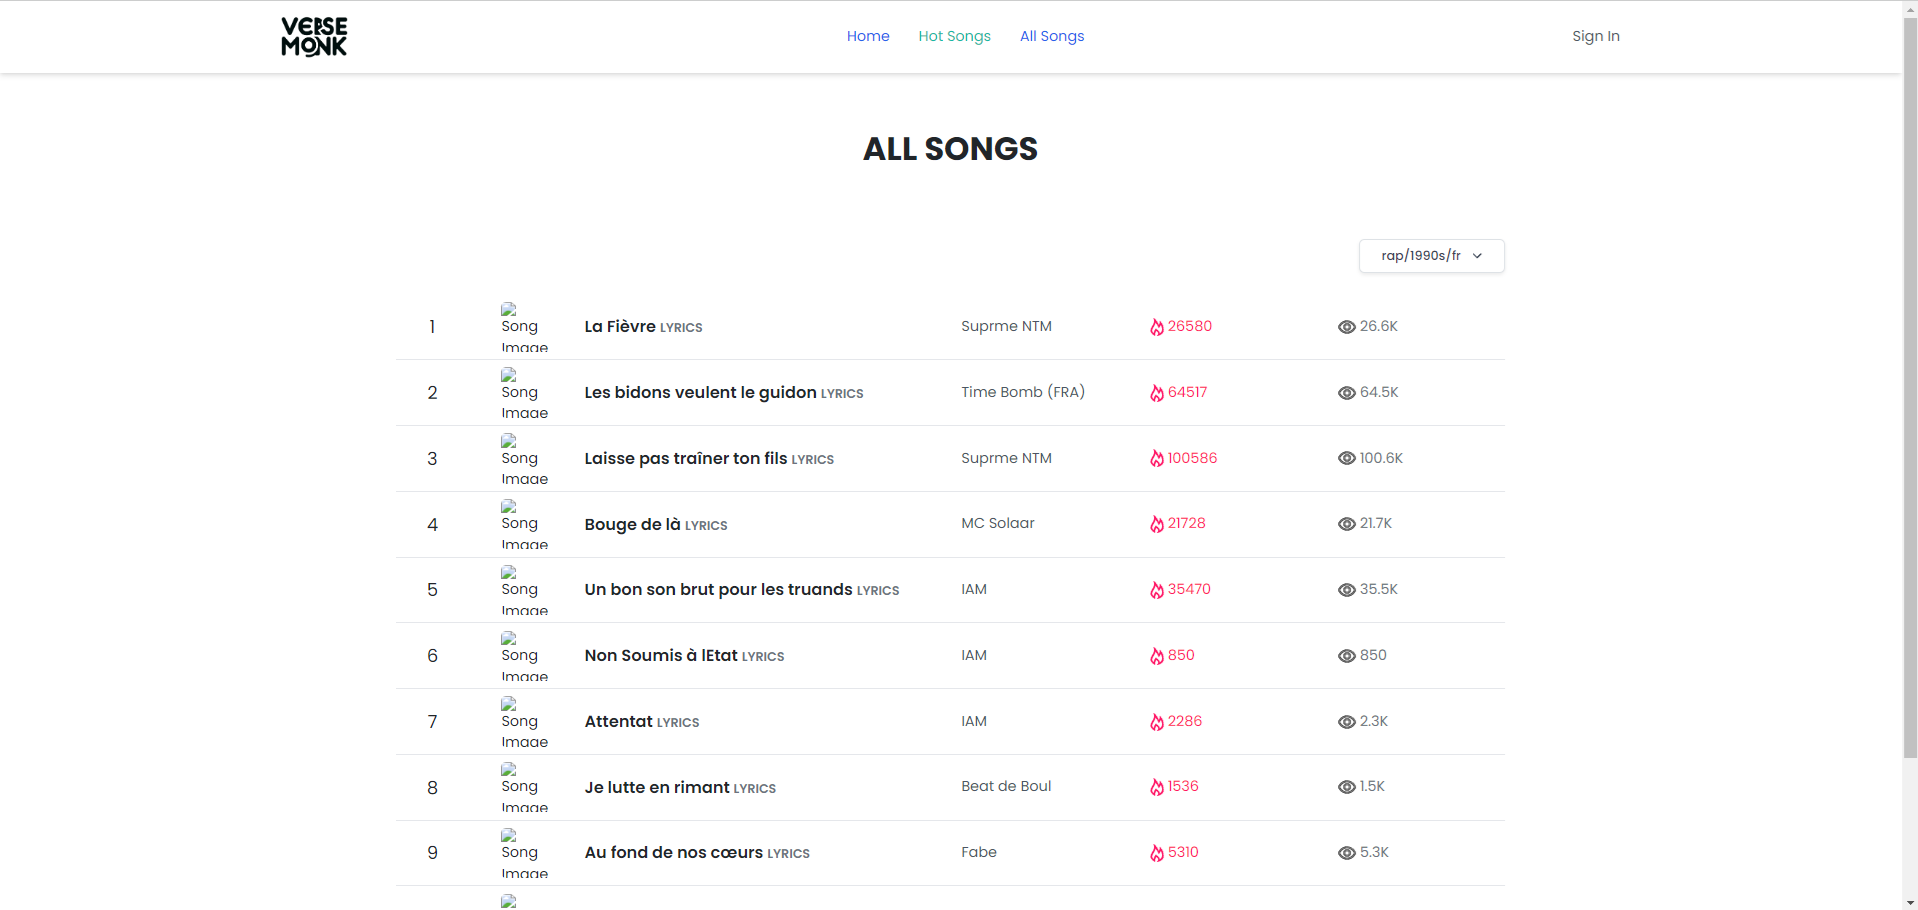 VERSE
MONK
Home Hot Songs All Songs Sign In
ALL SONGS
rap/1990s/fr
1 Song Image La Fièvre LYRICS Suprme NTM 26580 26.6K
2 Song Image Les bidons veulent le guidon LYRICS Time Bomb (FRA) 64517 64.5K
3 Song Image Laisse pas traîner ton fils LYRICS Suprme NTM 100586 100.6K
4 Song Image Bouge de là LYRICS MC Solaar 21728 21.7K
5 Song Image Un bon son brut pour les truands LYRICS IAM 35470 35.5K
6 Song Image Non Soumis à lEtat LYRICS IAM 850 850
7 Song Image Attentat LYRICS IAM 2286 2.3K
8 Song Image Je lutte en rimant LYRICS Beat de Boul 1536 1.5K
9 Song Image Au fond de nos cœurs LYRICS Fabe 5310 5.3K